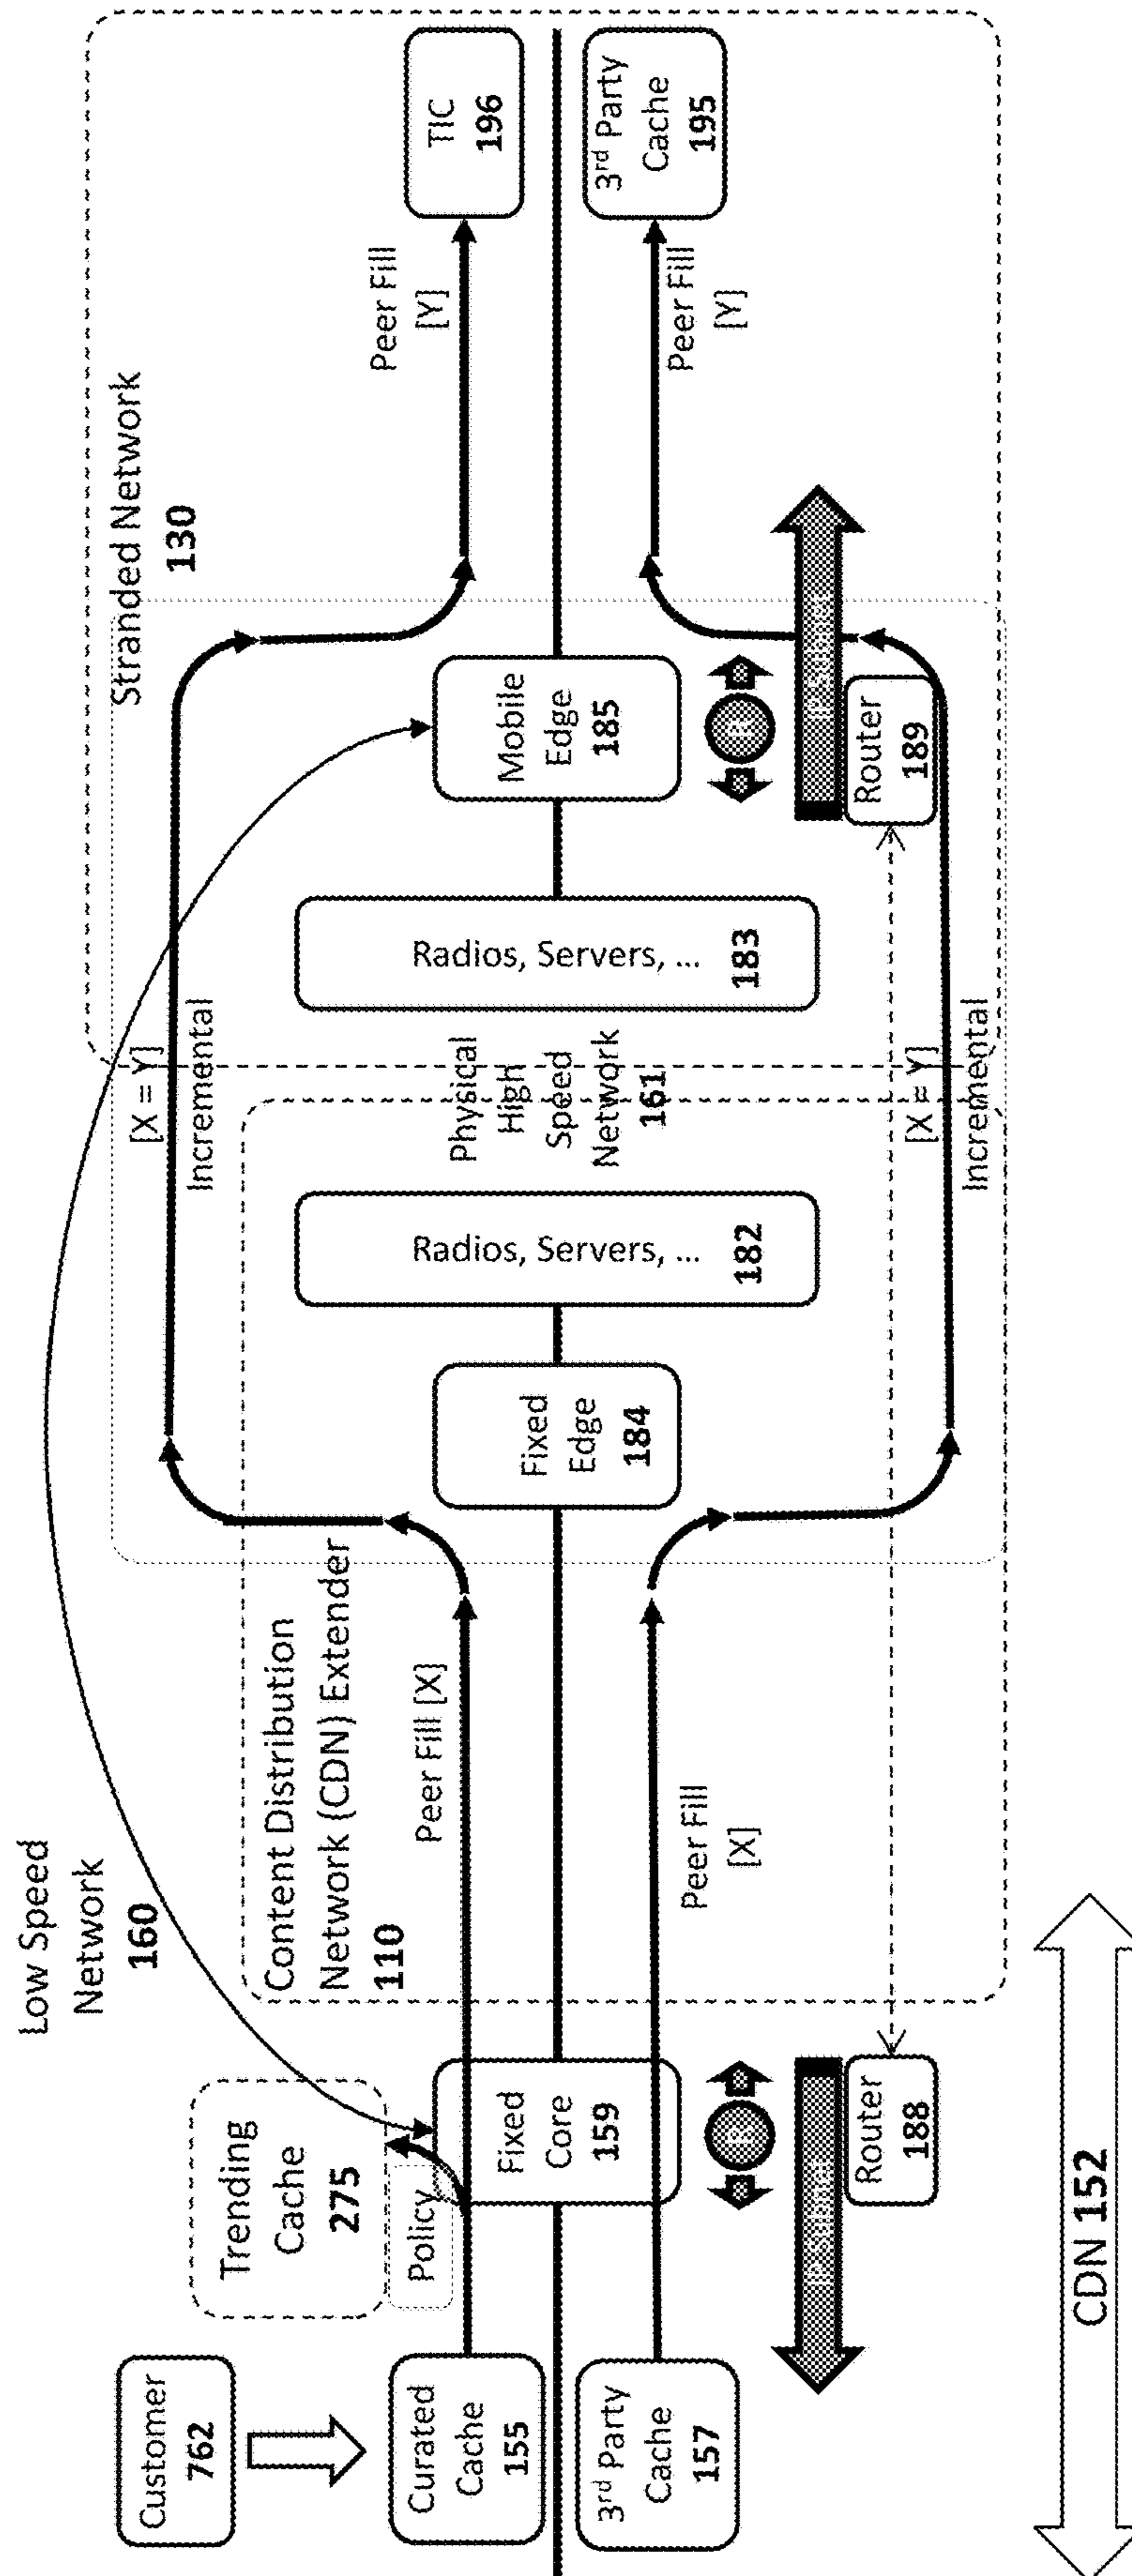 Low Speed
Network
160
Stranded Network
130
Customer
762
Trending
Cache
275
Policy
Content Distribution
Network (CDN) Extender
110
[X = Y]
Incremental
Curated
Cache
155
Peer Fill [X]
Peer Fill
[Y]
TIC
196
Fixed
Core
159
Fixed
Edge
184
Radios, Servers, ...
182
Physical
High
Speed
Network
161
Radios, Servers, ...
183
Mobile
Edge
185
3rd Party
Cache
157
Peer Fill
[X]
Peer Fill
[Y]
3rd Party
Cache
195
Router
188
Router
189
[X = Y]
Incremental
CDN 152